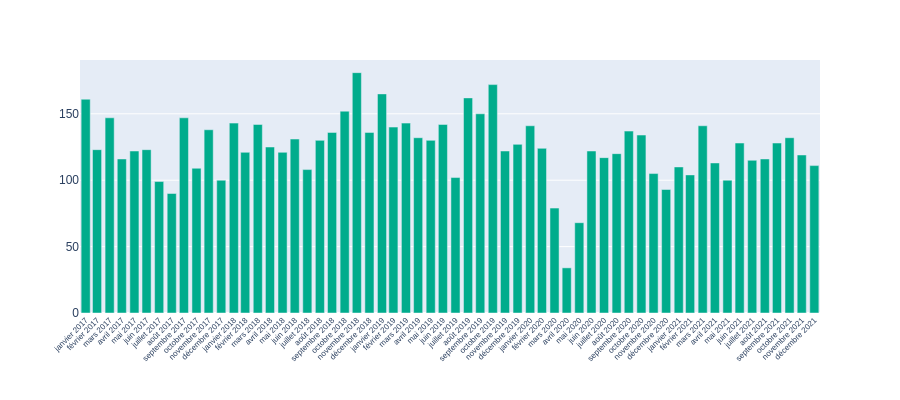 150
100
50
0
janvier 2017
février 2017
mars 2017
avril 2017
mai 2017
juin 2017
juillet 2017
août 2017
septembre 2017
octobre 2017
novembre 2017
décembre 2017
janvier 2018
février 2018
mars 2018
avril 2018
mai 2018
juin 2018
juillet 2018
août 2018
septembre 2018
octobre 2018
novembre 2018
décembre 2018
janvier 2019
février 2019
mars 2019
avril 2019
mai 2019
juin 2019
juillet 2019
août 2019
septembre 2019
octobre 2019
novembre 2019
décembre 2019
janvier 2020
février 2020
mars 2020
avril 2020
mai 2020
juin 2020
juillet 2020
août 2020
septembre 2020
octobre 2020
novembre 2020
décembre 2020
janvier 2021
février 2021
mars 2021
avril 2021
mai 2021
juin 2021
juillet 2021
août 2021
septembre 2021
octobre 2021
novembre 2021
décembre 2021